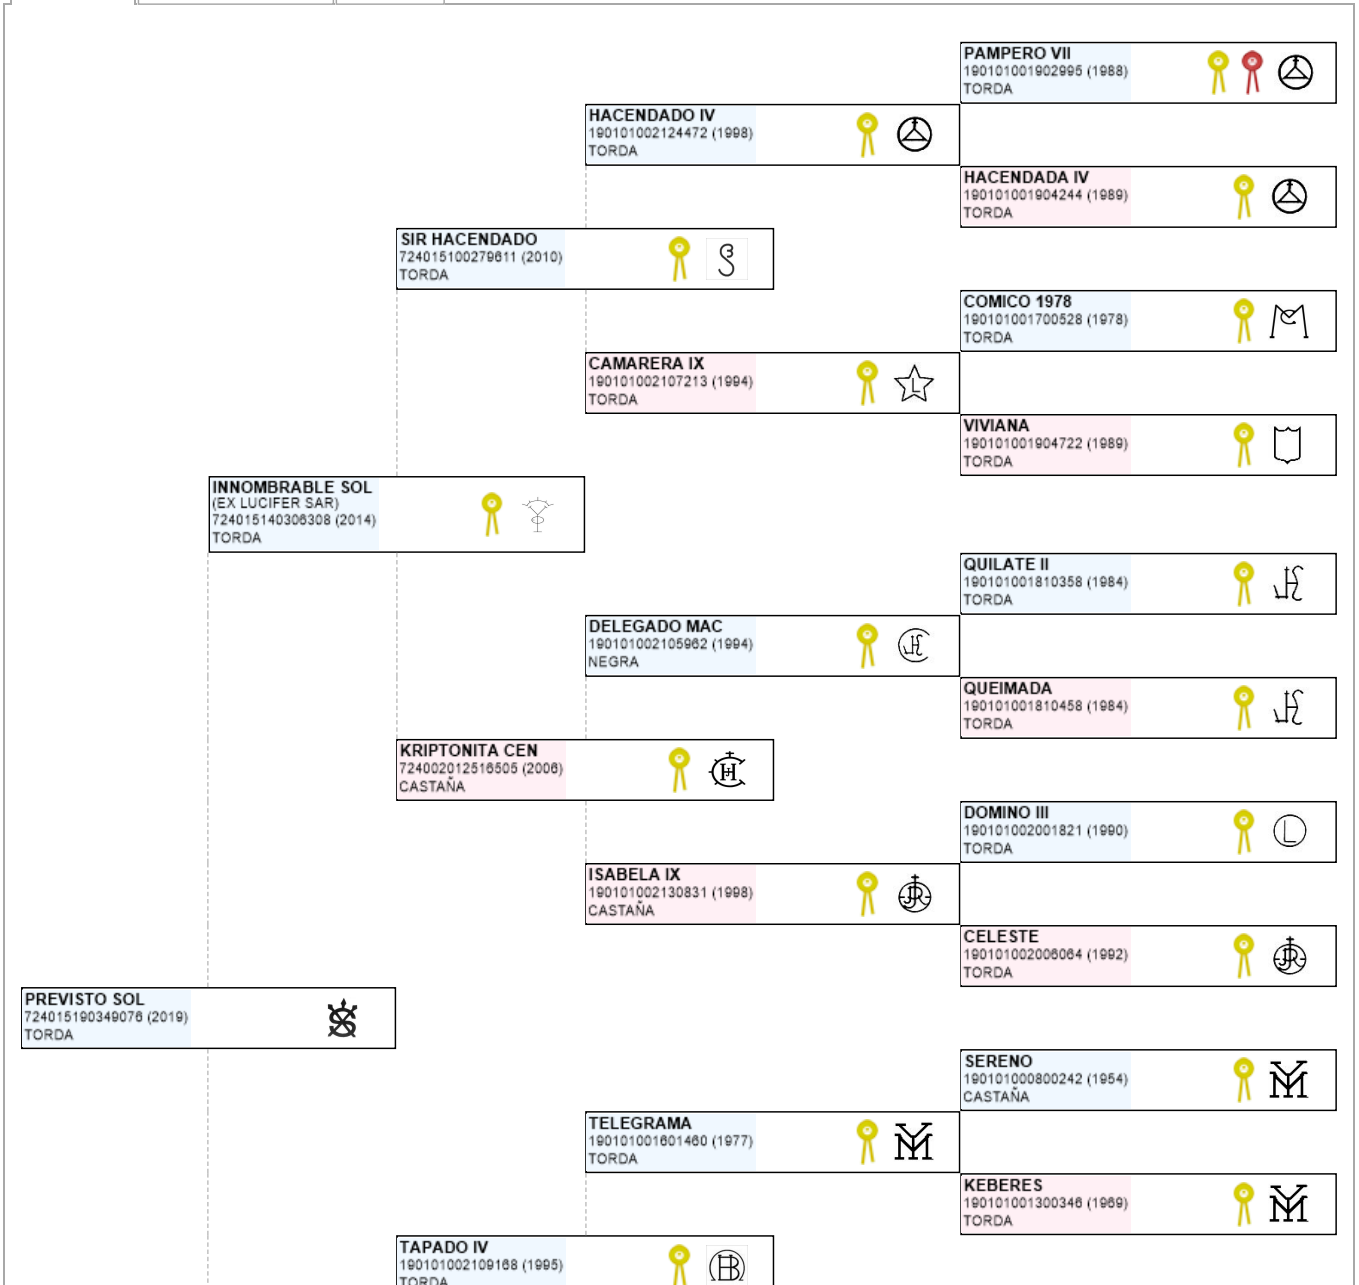 PAMPERO VII
190101001902995 (1988)
TORDA
HACENDADO IV
190101002124472 (1998)
TORDA
HACENDADA IV
190101001904244 (1989)
TORDA
SIR HACENDADO
724015100279611 (2010)
TORDA
COMICO 1978
190101001700528 (1978)
TORDA
CAMARERA IX
190101002107213 (1994)
TORDA
VIVIANA
190101001904722 (1989)
TORDA
INNOMBRABLE SOL
(EX LUCIFER SAR)
724015140306308 (2014)
TORDA
QUILATE II
190101001810358 (1984)
TORDA
DELEGADO MAC
190101002105962 (1994)
NEGRA
QUEIMADA
190101001810458 (1984)
TORDA
KRIPTONITA CEN
724002012516505 (2006)
CASTAÑA
DOMINO III
190101002001821 (1990)
TORDA
ISABELA IX
190101002130831 (1998)
CASTAÑA
CELESTE
190101002006064 (1992)
TORDA
PREVISTO SOL
724015190349076 (2019)
TORDA
SERENO
190101000800242 (1954)
CASTAÑA
TELEGRAMA
190101001601460 (1977)
TORDA
KEBERES
190101001300346 (1969)
TORDA
TAPADO IV
190101002109168 (1995)
TORDA